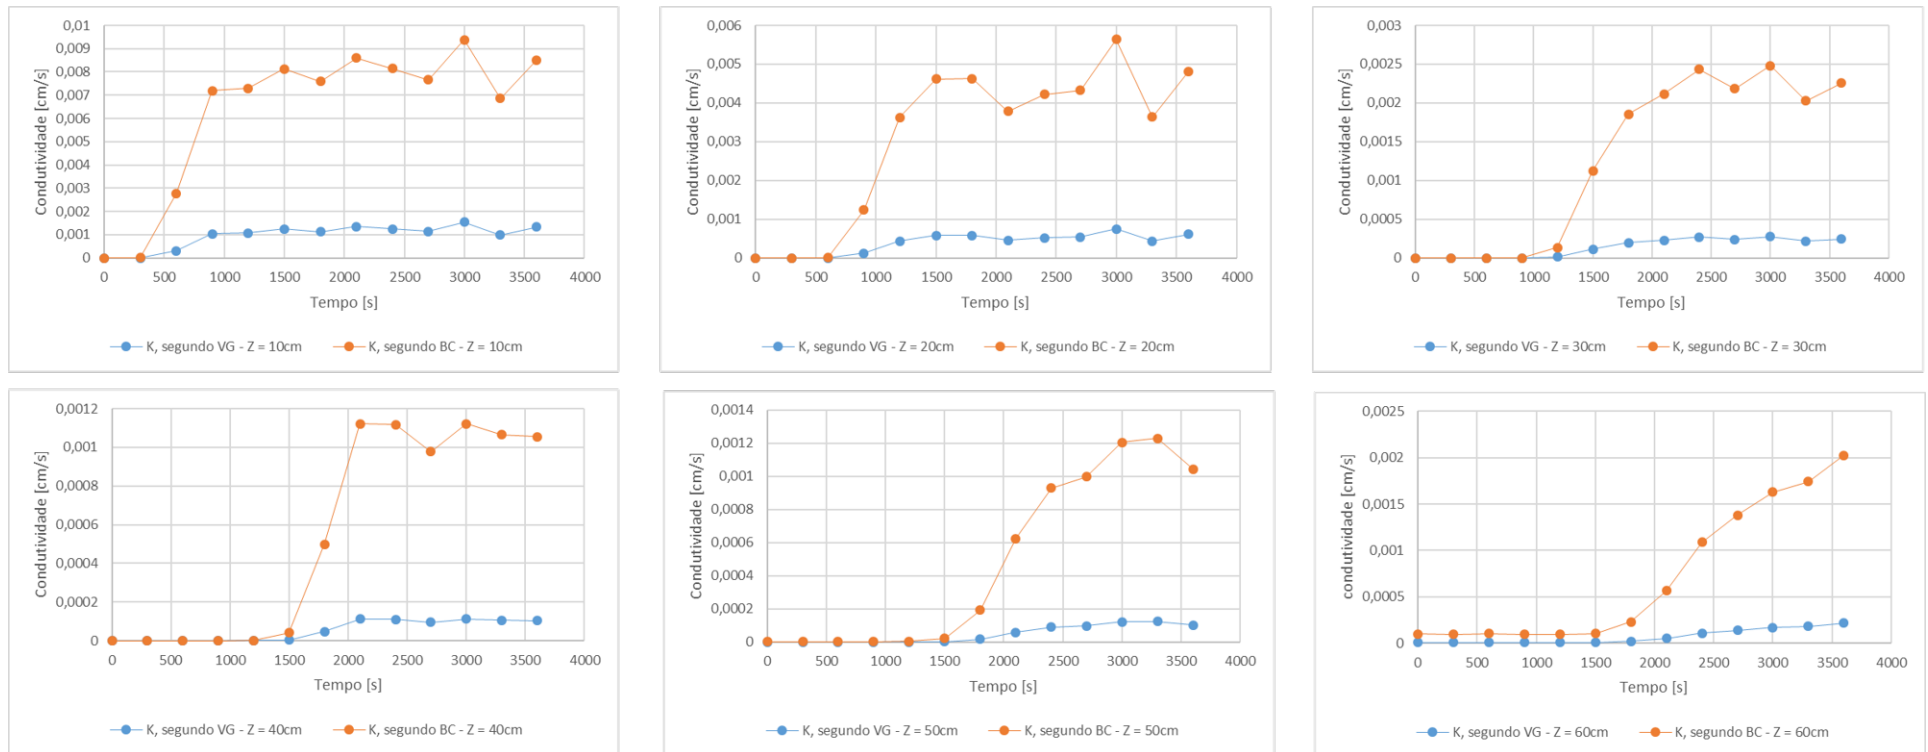 0,01
0,009
0,008
0,007
0,006
0,005
0,004
0,003
0,002
0,001
0
Condutividade [cm/s]
0 500 1000 1500 2000 2500 3000 3500 4000
Tempo [s]
K, segundo VG - Z = 10cm K, segundo BC - Z = 10cm
0,006
0,005
0,004
0,003
0,002
0,001
0
Condutividade [cm/s]
0 500 1000 1500 2000 2500 3000 3500 4000
Tempo [s]
K, segundo VG - Z = 20cm K, segundo BC - Z = 20cm
0,003
0,0025
0,002
0,0015
0,001
0,0005
0
Condutividade [cm/s]
0 500 1000 1500 2000 2500 3000 3500 4000
Tempo [s]
K, segundo VG - Z = 30cm K, segundo BC - Z = 30cm
0,0012
0,001
0,0008
0,0006
0,0004
0,0002
0
Condutividade [cm/s]
0 500 1000 1500 2000 2500 3000 3500 4000
Tempo [s]
K, segundo VG - Z = 40cm K, segundo BC - Z = 40cm
0,0014
0,0012
0,001
0,0008
0,0006
0,0004
0,0002
0
Condutividade [cm/s]
0 500 1000 1500 2000 2500 3000 3500 4000
Tempo [s]
K, segundo VG - Z = 50cm K, segundo BC - Z = 50cm
0,0025
0,002
0,0015
0,001
0,0005
0
condutividade [cm/s]
0 500 1000 1500 2000 2500 3000 3500 4000
Tempo [s]
K, segundo VG - Z = 60cm K, segundo BC - Z = 60cm